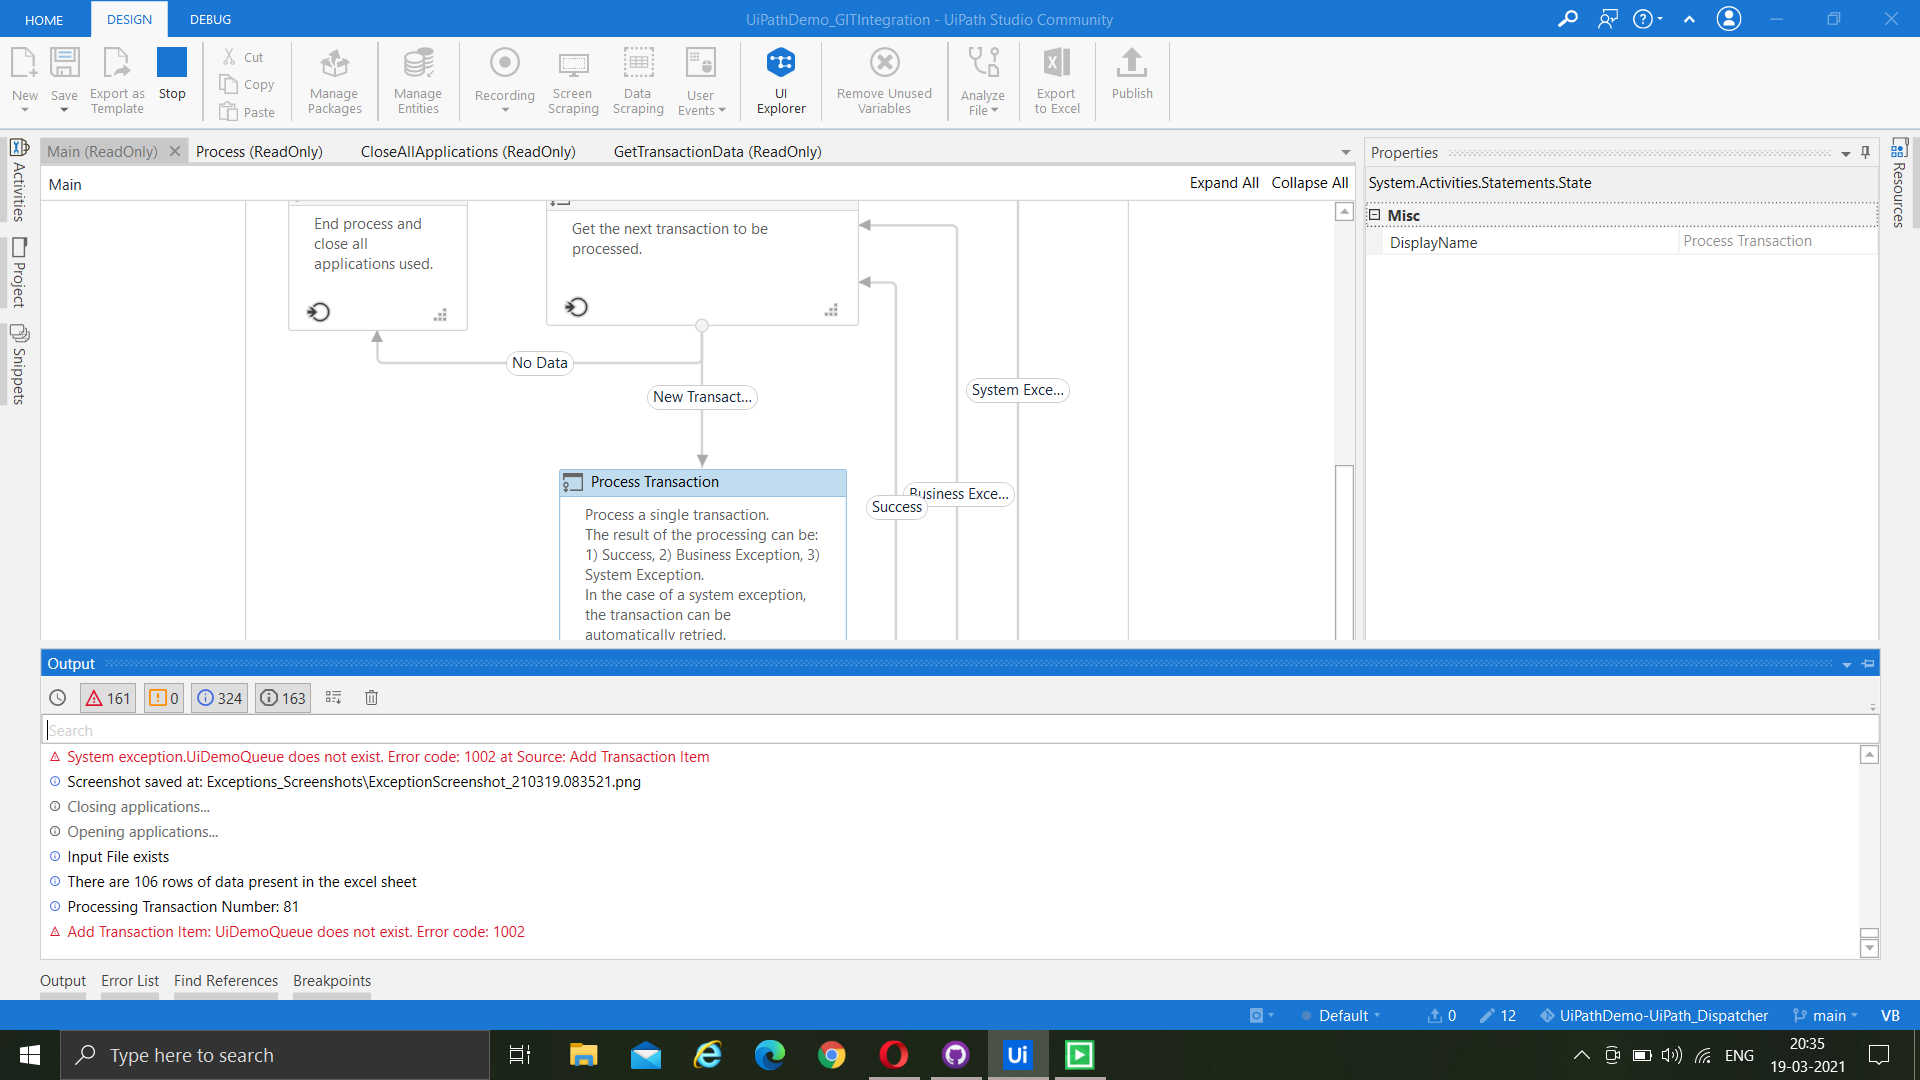 HOME
DESIGN
DEBUG
UiPathDemo_GITIntegration - UiPath Studio Community
New
Save
Export as
Template
Stop
Cut
Copy
Paste
Manage
Packages
Manage
Entities
Recording
Screen
Scraping
Data
Scraping
User
Events
UI
Explorer
Remove Unused
Variables
Analyze
File
Export
to Excel
Publish
Activities
Project
Snippets
Main (ReadOnly)
Process (ReadOnly)
CloseAllApplications (ReadOnly)
GetTransactionData (ReadOnly)
Main
Expand All
Collapse All
End process and
close all
applications used.
Get the next transaction to be
processed.
No Data
New Transact...
System Exce...
Business Exce...
Success
Process Transaction
Process a single transaction.
The result of the processing can be:
1) Success, 2) Business Exception, 3)
System Exception.
In the case of a system exception,
the transaction can be
automatically retried.
Properties
System.Activities.Statements.State
Misc
DisplayName
Process Transaction
Resources
Output
161
0
324
163
Search
System exception.UiDemoQueue does not exist. Error code: 1002 at Source: Add Transaction Item
Screenshot saved at: Exceptions_Screenshots\ExceptionScreenshot_210319.083521.png
Closing applications...
Opening applications...
Input File exists
There are 106 rows of data present in the excel sheet
Processing Transaction Number: 81
Add Transaction Item: UiDemoQueue does not exist. Error code: 1002
Output
Error List
Find References
Breakpoints
Default
0
12
UiPathDemo-UiPath_Dispatcher
main
VB
Type here to search
Ui
ENG
20:35
19-03-2021